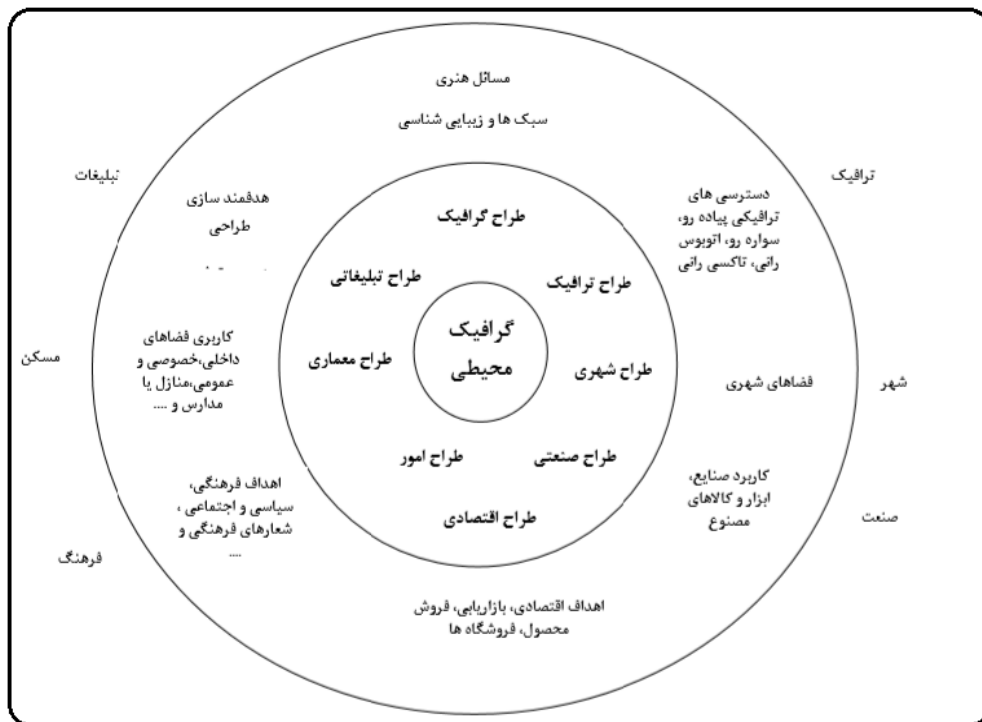 مسائل هنری
سبک ها و زیبایی شناسی
تبلیغات
ترافیک
هدفمند سازی
طراحی
دسترسی های
ترافیکی پیاده رو،
سواره رو، اتوبوس
رانی، تاکسی رانی
طراح گرافیک
طراح تبلیغاتی
طراح ترافیک
گرافیک
محیطی
طراح معماری
طراح شهری
کاربری فضاهای
داخلی،خصوصی و
عمومی،منازل یا
مدارس و ....
مسکن
فضاهای شهری
شهر
طراح امور
طراح صنعتی
طراح اقتصادی
اهداف فرهنگی،
سیاسی و اجتماعی ،
شعارهای فرهنگی و
....
کاربرد صنایع،
ابزار و کالاهای
مصنوع
صنعت
فرهنگ
اهداف اقتصادی، بازاریابی، فروش
محصول، فروشگاه ها